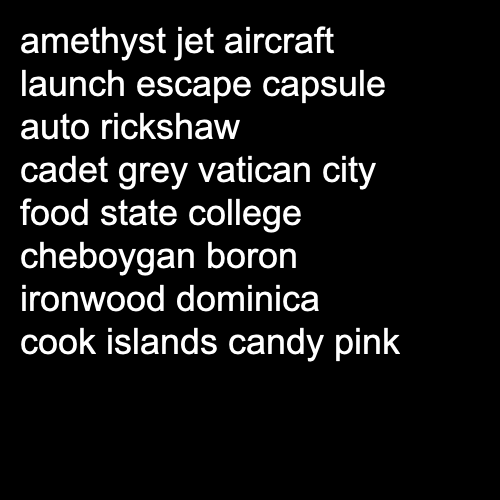 amethyst jet aircraft
launch escape capsule
auto rickshaw
cadet grey vatican city
food state college
cheboygan boron
ironwood dominica
cook islands candy pink